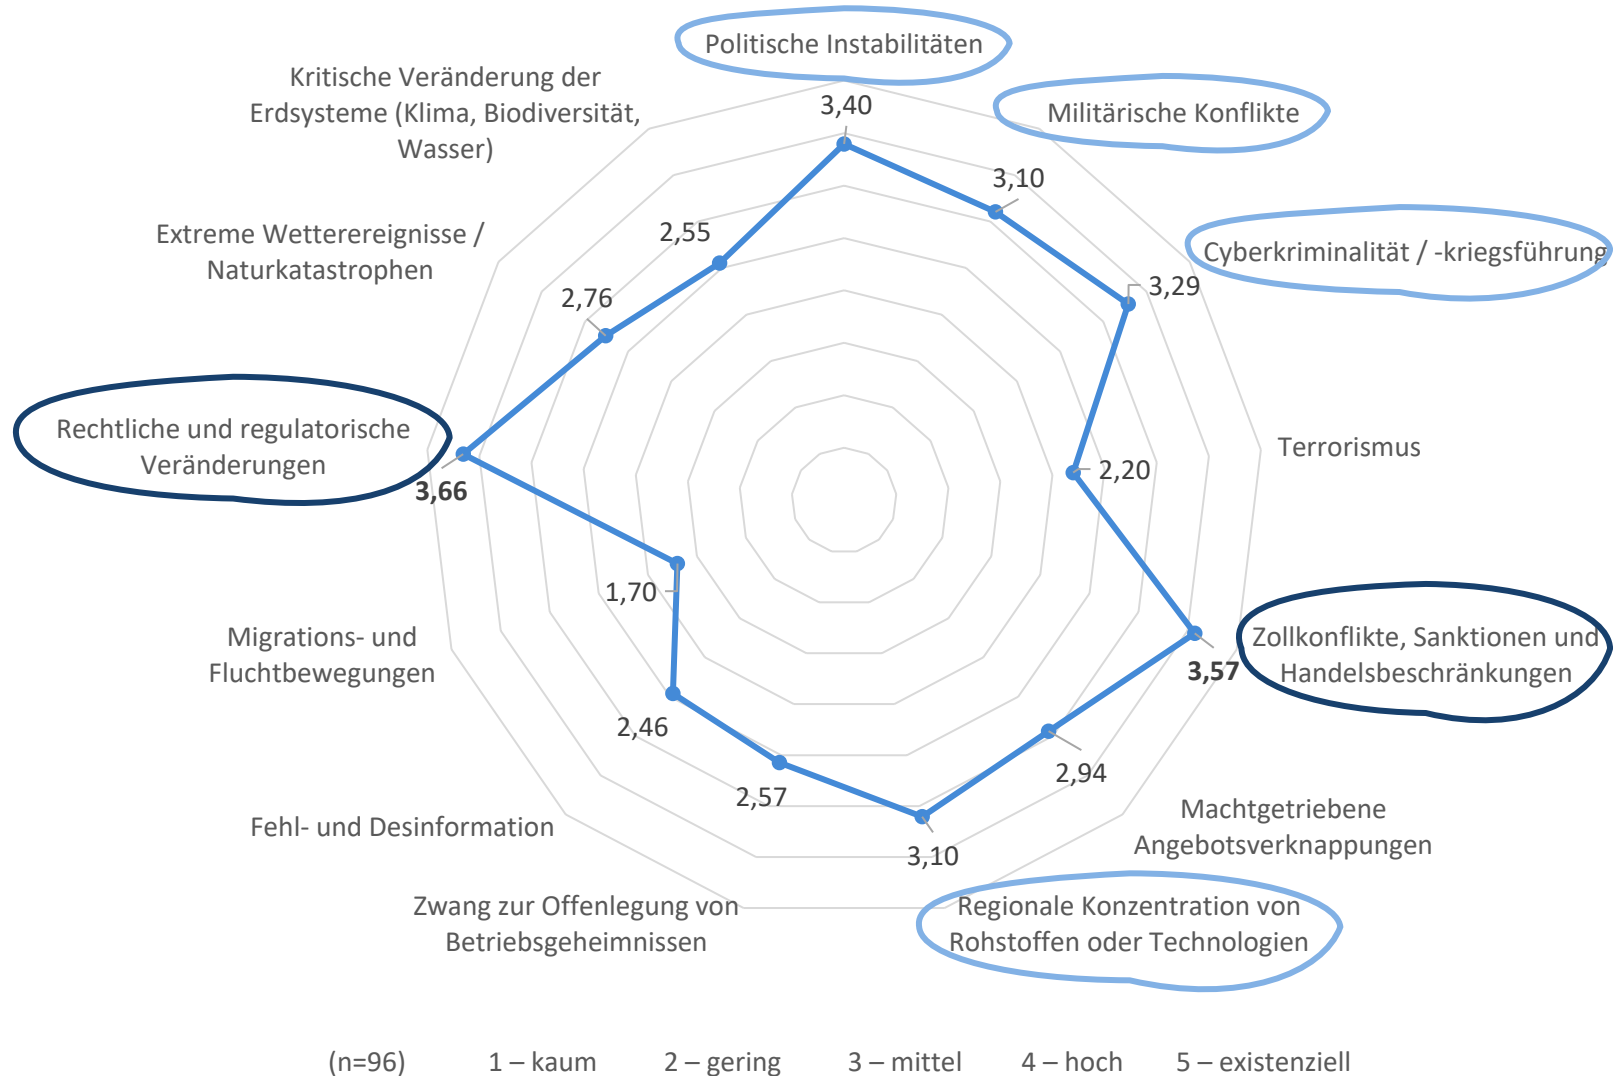 Politische Instabilitäten
3,40
Militärische Konflikte
3,10
Cyberkriminalität / -kriegsführung
3,29
Terrorismus
2,20
Zollkonflikte, Sanktionen und
Handelsbeschränkungen
3,57
Machtgetriebene
Angebotsverknappungen
2,94
Regionale Konzentration von
Rohstoffen oder Technologien
3,10
Zwang zur Offenlegung von
Betriebsgeheimnissen
2,57
Fehl- und Desinformation
2,46
Migrations- und
Fluchtbewegungen
1,70
Rechtliche und regulatorische
Veränderungen
3,66
Extreme Wetterereignisse /
Naturkatastrophen
2,76
Kritische Veränderung der
Erdsysteme (Klima, Biodiversität,
Wasser)
2,55
(n=96) 1 – kaum 2 – gering 3 – mittel 4 – hoch 5 – existenziell